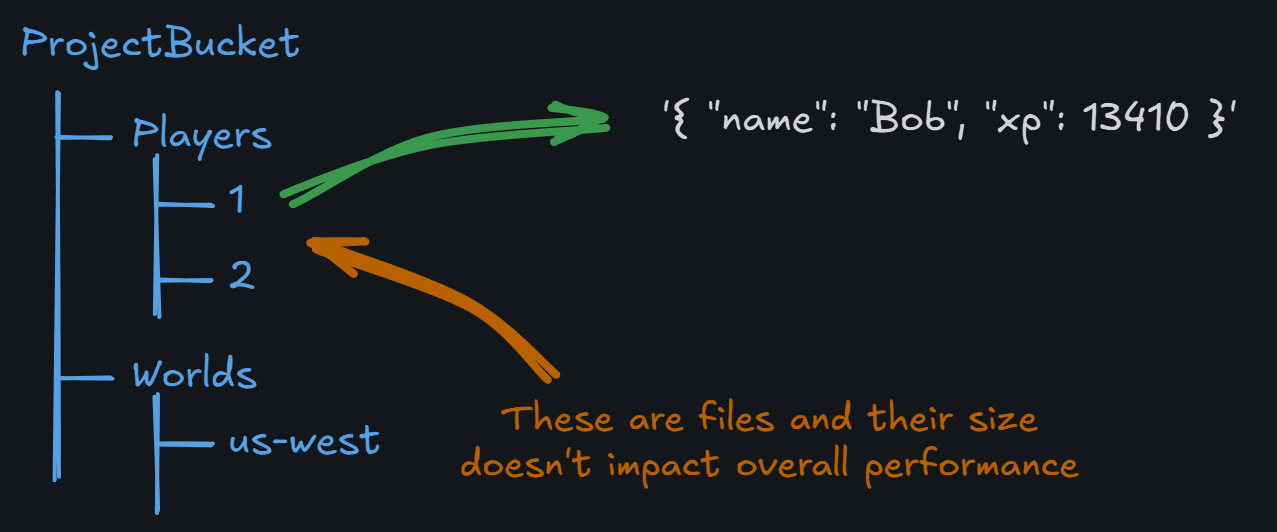 ProjectBucket
Players
'{ "name": "Bob", "xp": 13410 }'
1
2
Worlds
us-west
These are files and their size
doesn't impact overall performance